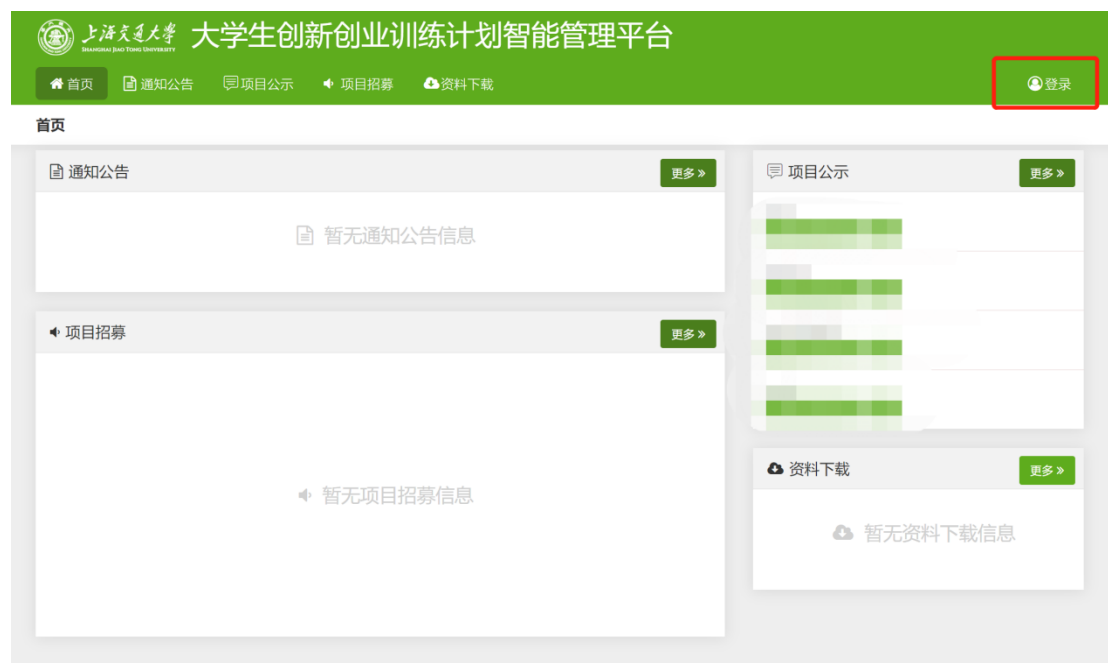 上海交通大学 大学生创新创业训练计划智能管理平台
SHANGHAI JIAO TONG UNIVERSITY
首页 通知公告 项目公示 项目招募 资料下载 登录
首页
通知公告 更多»
暂无通知公告信息
项目公示 更多»
项目招募 更多»
暂无项目招募信息
资料下载 更多»
暂无资料下载信息